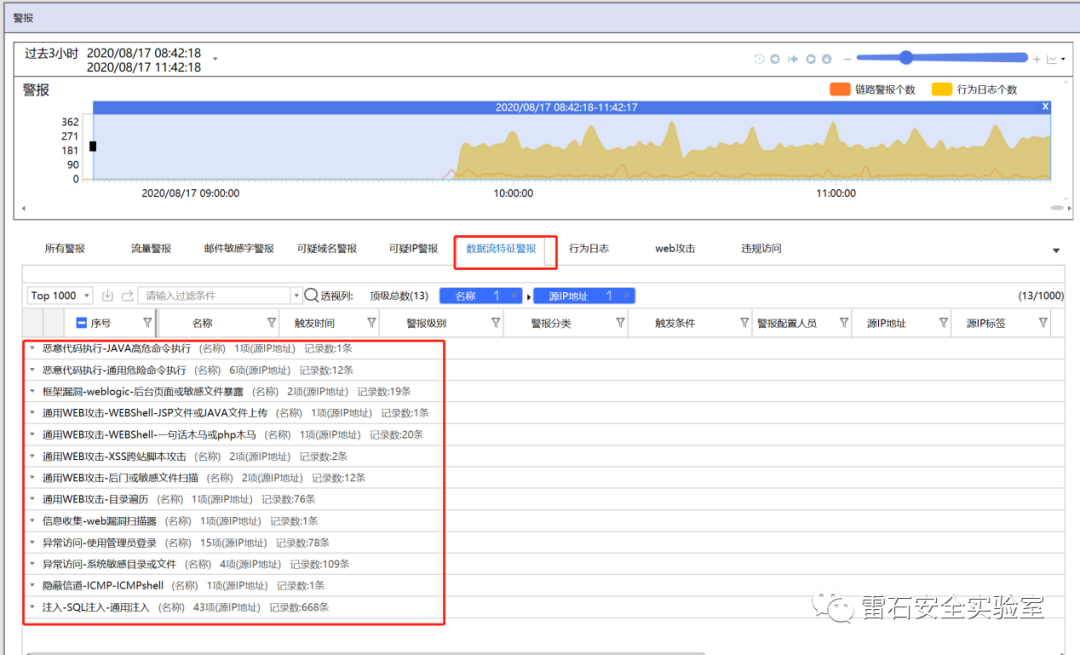 警报
过去3小时 2020/08/17 08:42:18
2020/08/17 11:42:18
警报
链路警报个数 行为日志个数
2020/08/17 08:42:18-11:42:17 X
362
271
181
90
0
2020/08/17 09:00:00 10:00:00 11:00:00
所有警报 流量警报 邮件敏感字警报 可疑域名警报 可疑IP警报 数据流特征警报 行为日志 web攻击 违规访问
Top 1000 请输入过滤条件 透视列: 顶级总数(13) 名称 1 × 源IP地址 1 × (13/1000)
序号 名称 触发时间 警报级别 警报分类 触发条件 警报配置人员 源IP地址 源IP标签
恶意代码执行-JAVA高危命令执行 (名称) 1项(源IP地址) 记录数:1条
恶意代码执行-通用危险命令执行 (名称) 6项(源IP地址) 记录数:12条
框架漏洞-weblogic-后台页面或敏感文件暴露 (名称) 2项(源IP地址) 记录数:19条
通用WEB攻击-WEBShell-JSP文件或JAVA文件上传 (名称) 1项(源IP地址) 记录数:1条
通用WEB攻击-WEBShell-一句话木马或php木马 (名称) 1项(源IP地址) 记录数:20条
通用WEB攻击-XSS跨站脚本攻击 (名称) 2项(源IP地址) 记录数:2条
通用WEB攻击-后门或敏感文件扫描 (名称) 2项(源IP地址) 记录数:12条
通用WEB攻击-目录遍历 (名称) 1项(源IP地址) 记录数:76条
信息收集-web漏洞扫描器 (名称) 1项(源IP地址) 记录数:1条
异常访问-使用管理员登录 (名称) 15项(源IP地址) 记录数:78条
异常访问-系统敏感目录或文件 (名称) 4项(源IP地址) 记录数:109条
隐蔽信道-ICMP-ICMPshell (名称) 1项(源IP地址) 记录数:1条
注入-SQL注入-通用注入 (名称) 43项(源IP地址) 记录数:668条
雷石安全实验室